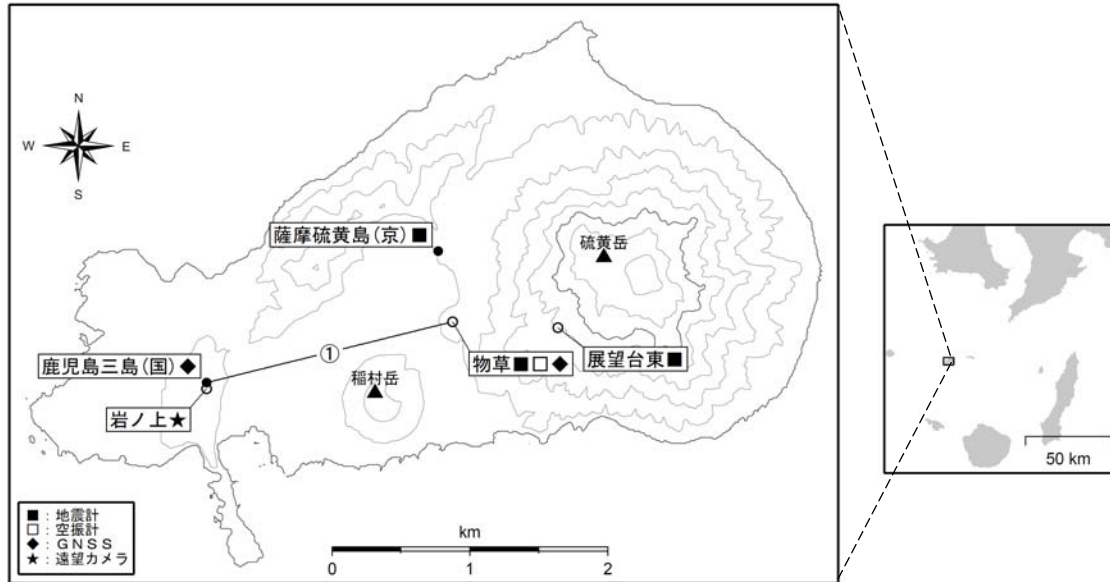 N
W
E
S
薩摩硫黄島(京)■
硫黄岳
鹿児島三島(国)◆
①
物草■□◆
展望台東■
稲村岳
岩ノ上★
■:地震計
□:空振計
◆:GNSS
★:遠望カメラ
km
0
1
2
50 km